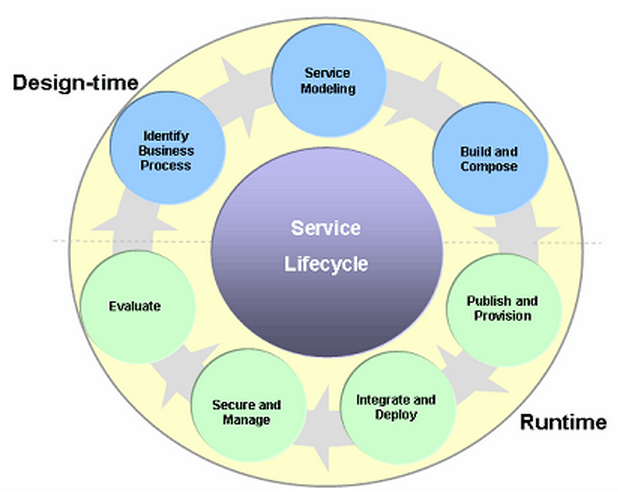 Design-time
Service
Modeling
Identify
Business
Process
Build and
Compose
Service
Lifecycle
Evaluate
Publish and
Provision
Secure and
Manage
Integrate and
Deploy
Runtime